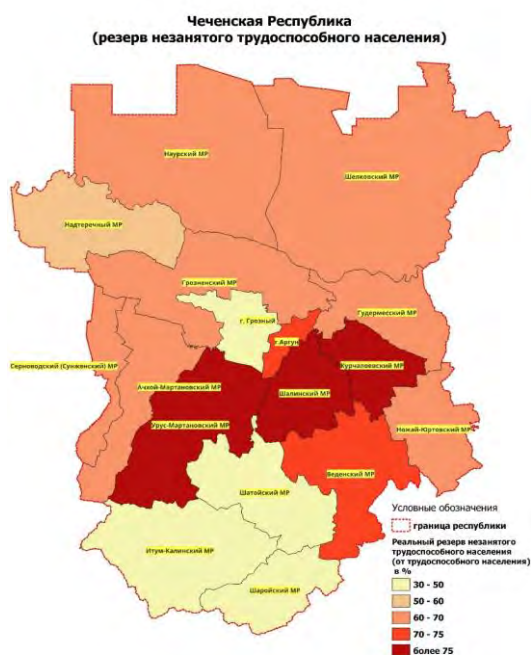 Чеченская Республика
(резерв незанятого трудоспособного населения)
Наурский МР
Шелковский МР
Надтеречный МР
Грозненский МР
г. Грозный
Гудермесский МР
г. Аргун
Серноводский (Сунженский) МР
Ачхой-Мартановский МР
Шалинский МР
Курчалоевский МР
Урус-Мартановский МР
Ножай-Юртовский МР
Веденский МР
Шатойский МР
Итум-Калинский МР
Шаройский МР
Условные обозначения
граница республики
Реальный резерв незанятого
трудоспособного населения
(от трудоспособного населения)
в %
30 - 50
50 - 60
60 - 70
70 - 75
более 75